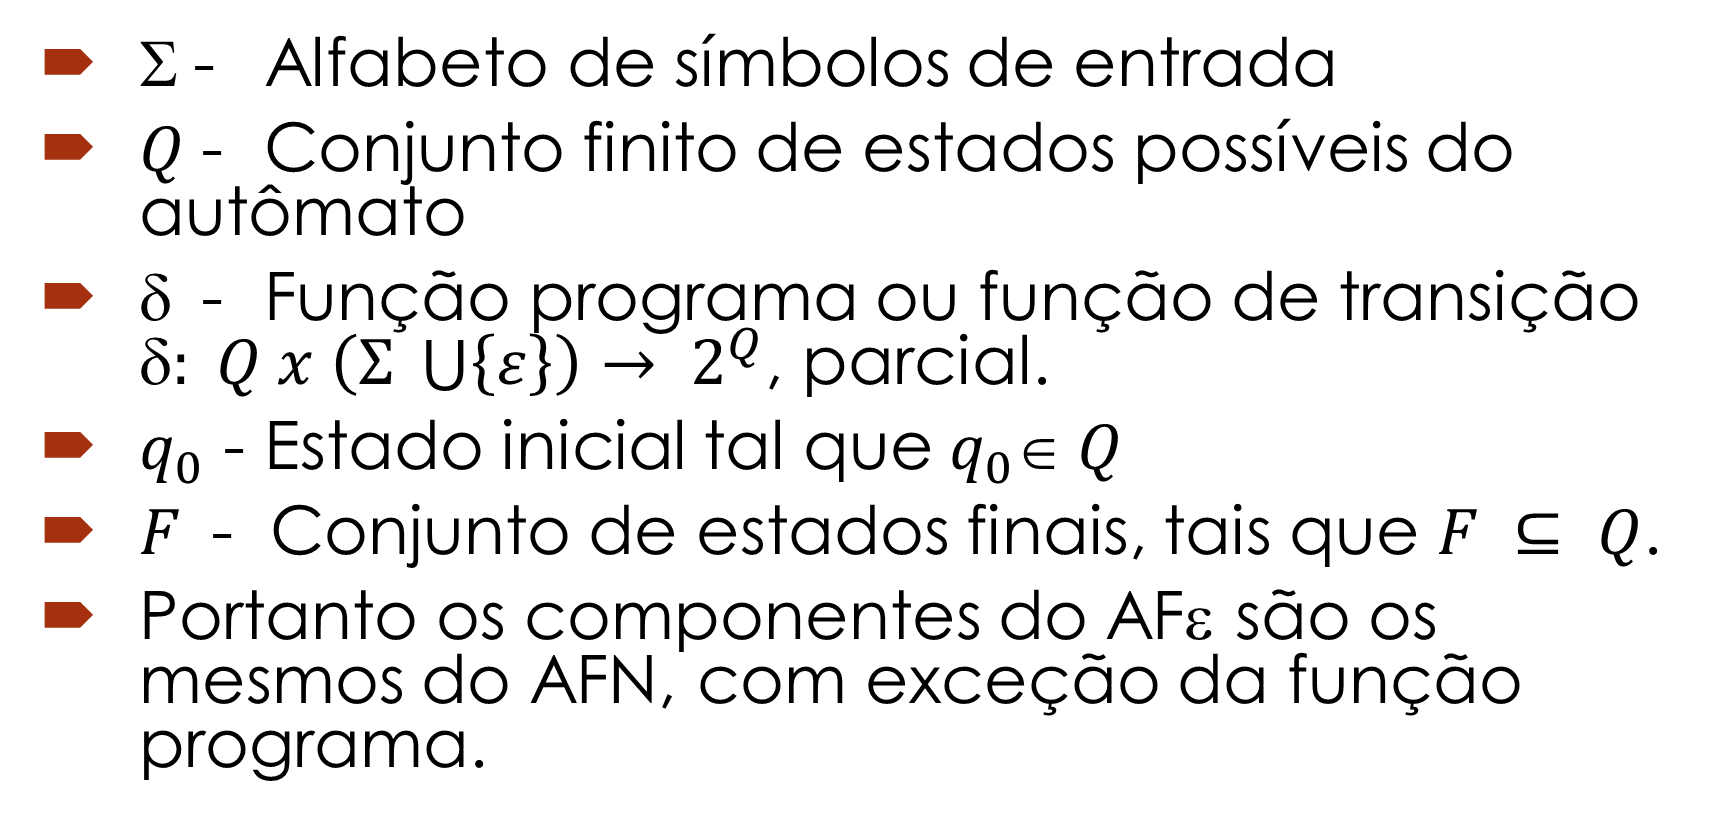 Σ - Alfabeto de símbolos de entrada
Q - Conjunto finito de estados possíveis do
autômato
δ - Função programa ou função de transição
δ: Q x (Σ ⋃{ε}) → 2^Q, parcial.
q₀ - Estado inicial tal que q₀ ∈ Q
F - Conjunto de estados finais, tais que F ⊆ Q.
Portanto os componentes do AFε são os
mesmos do AFN, com exceção da função
programa.